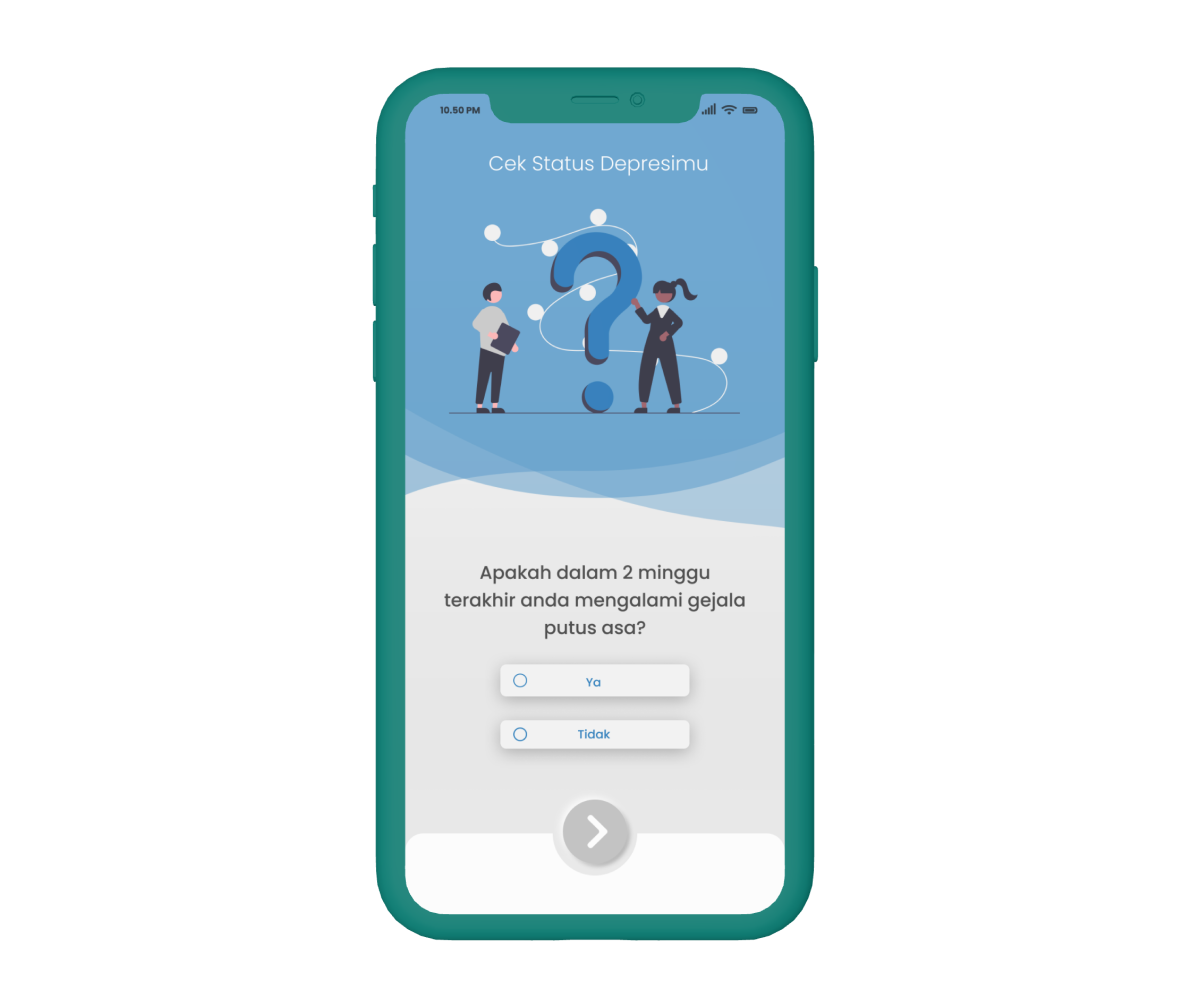 10.50 PM
Cek Status Depresimu
Apakah dalam 2 minggu
terakhir anda mengalami gejala
putus asa?
Ya
Tidak